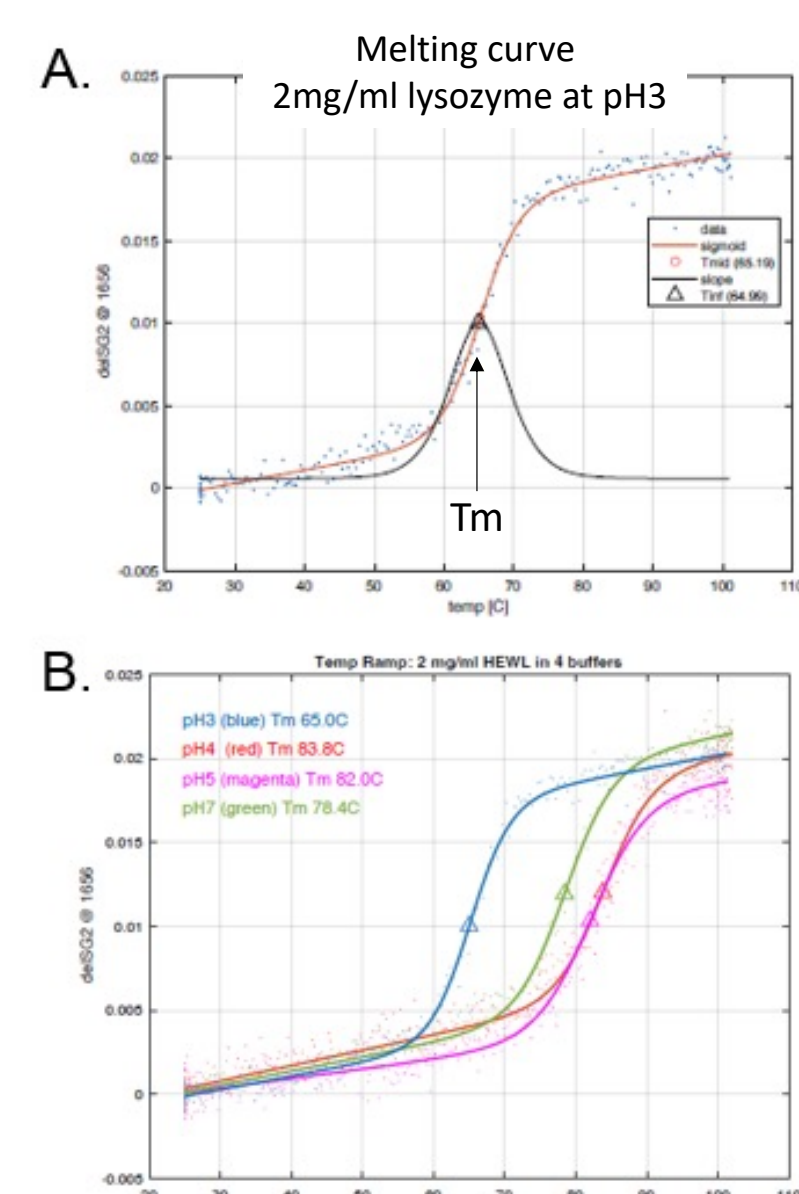 A.
Melting curve
2mg/ml lysozyme at pH3
0.025
0.02
0.015
0.01
0.005
0
-0.005
delSG2 @ 1656
data
sigmoid
Tmid (65.19)
slope
Tinf (64.99)
Tm
20 30 40 50 60 70 80 90 100 110
temp [C]
B.
Temp Ramp: 2 mg/ml HEWL in 4 buffers
0.025
0.02
0.015
0.01
0.005
0
-0.005
delSG2 @ 1656
pH3 (blue) Tm 65.0C
pH4 (red) Tm 83.8C
pH5 (magenta) Tm 82.0C
pH7 (green) Tm 78.4C